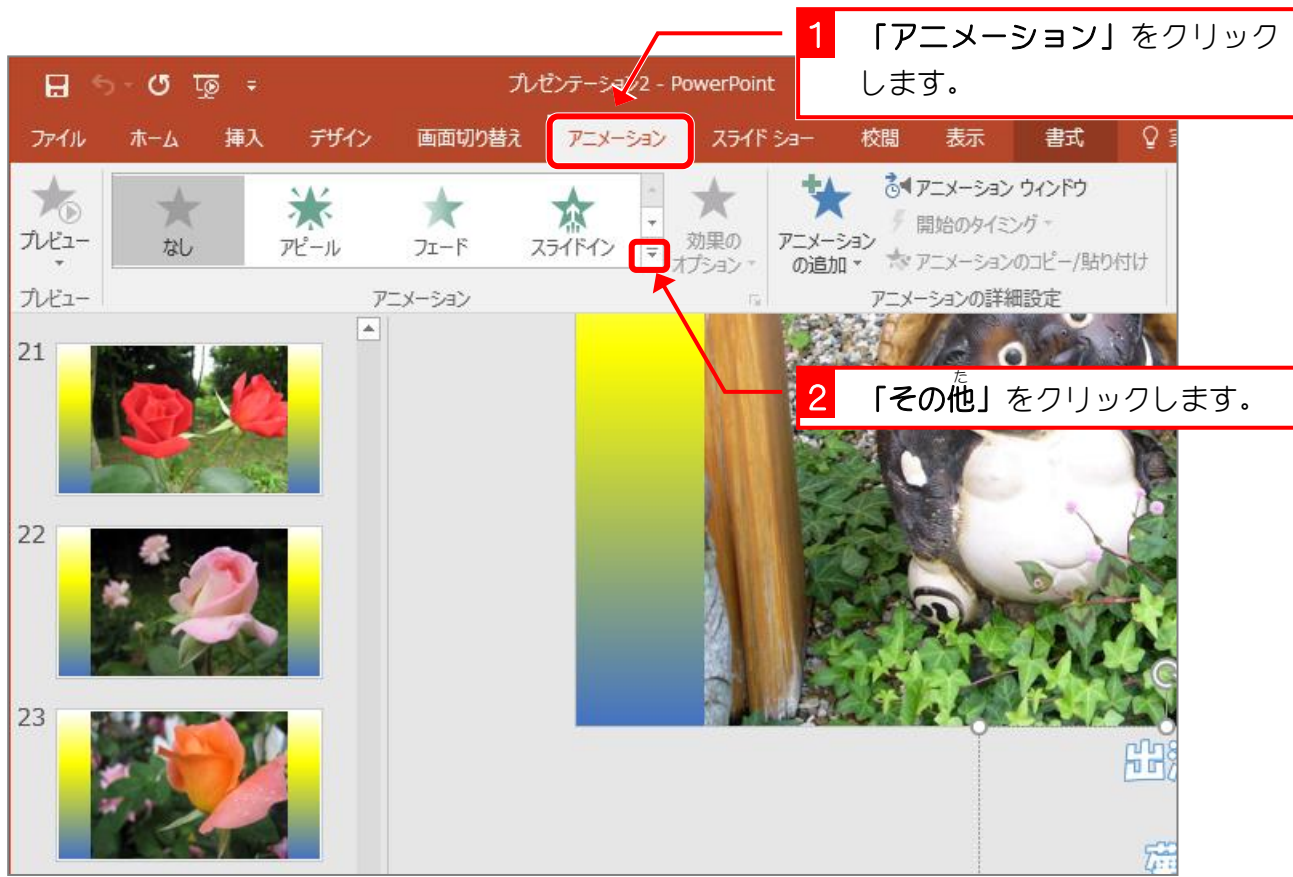 1 「アニメーション」をクリック
します。
プレゼンテーション2 - PowerPoint
ファイル ホーム 挿入 デザイン 画面切り替え アニメーション スライド ショー 校閲 表示 書式
プレビュー
なし アピール フェード スライドイン
効果の
オプション
アニメーション
の追加
アニメーション ウィンドウ
開始のタイミング
アニメーションのコピー/貼り付け
プレビュー アニメーション アニメーションの詳細設定
21
た
2 「その他」をクリックします。
22
23
出